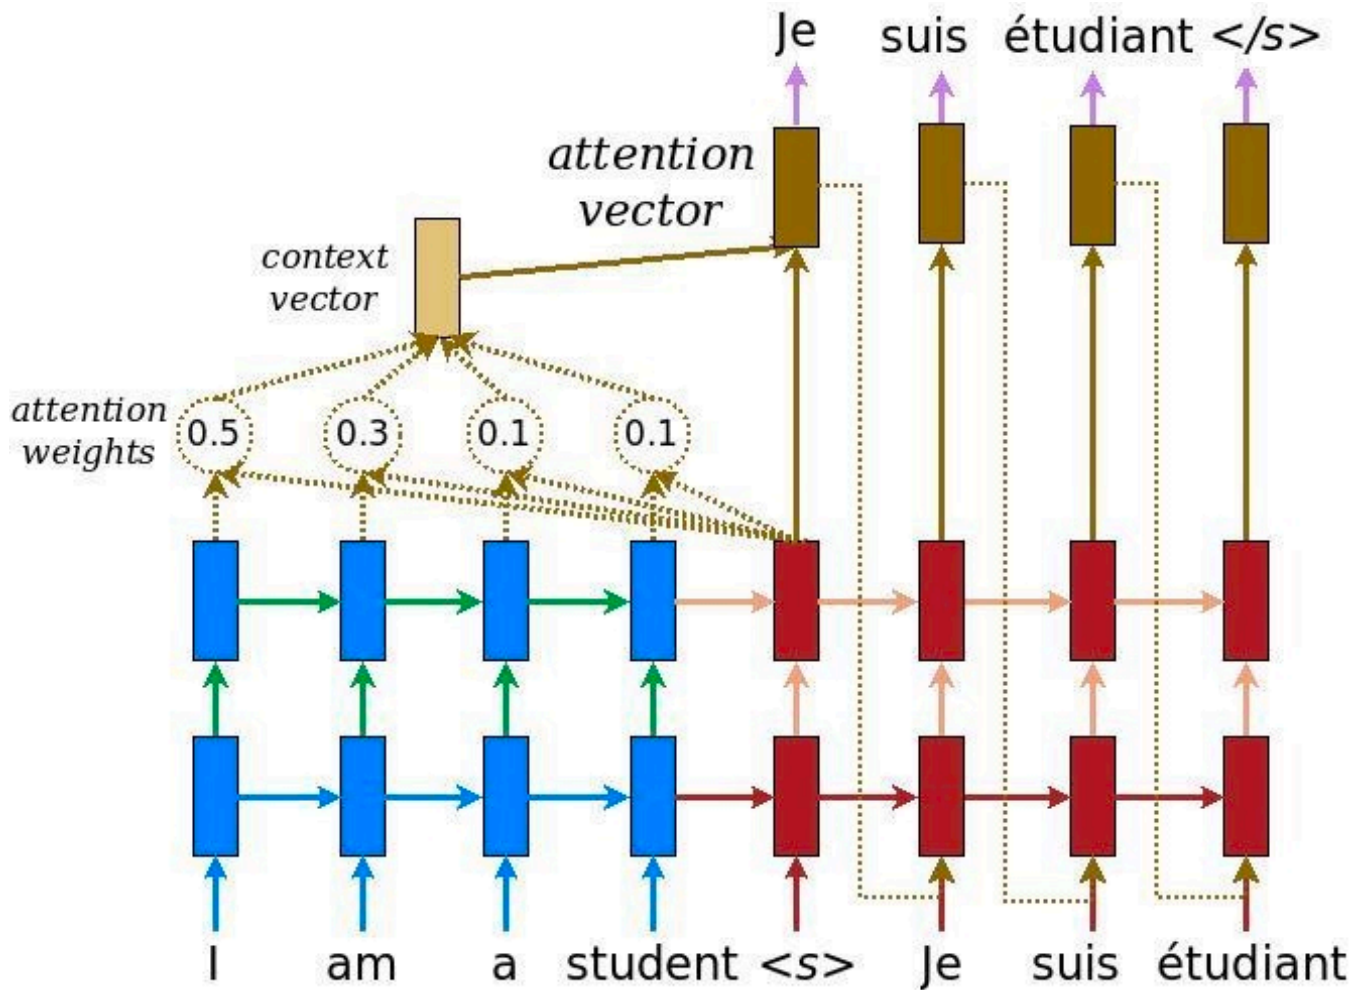 Je suis étudiant </s>
attention
vector
context
vector
attention
weights
0.5 0.3 0.1 0.1
I am a student <s> Je suis étudiant